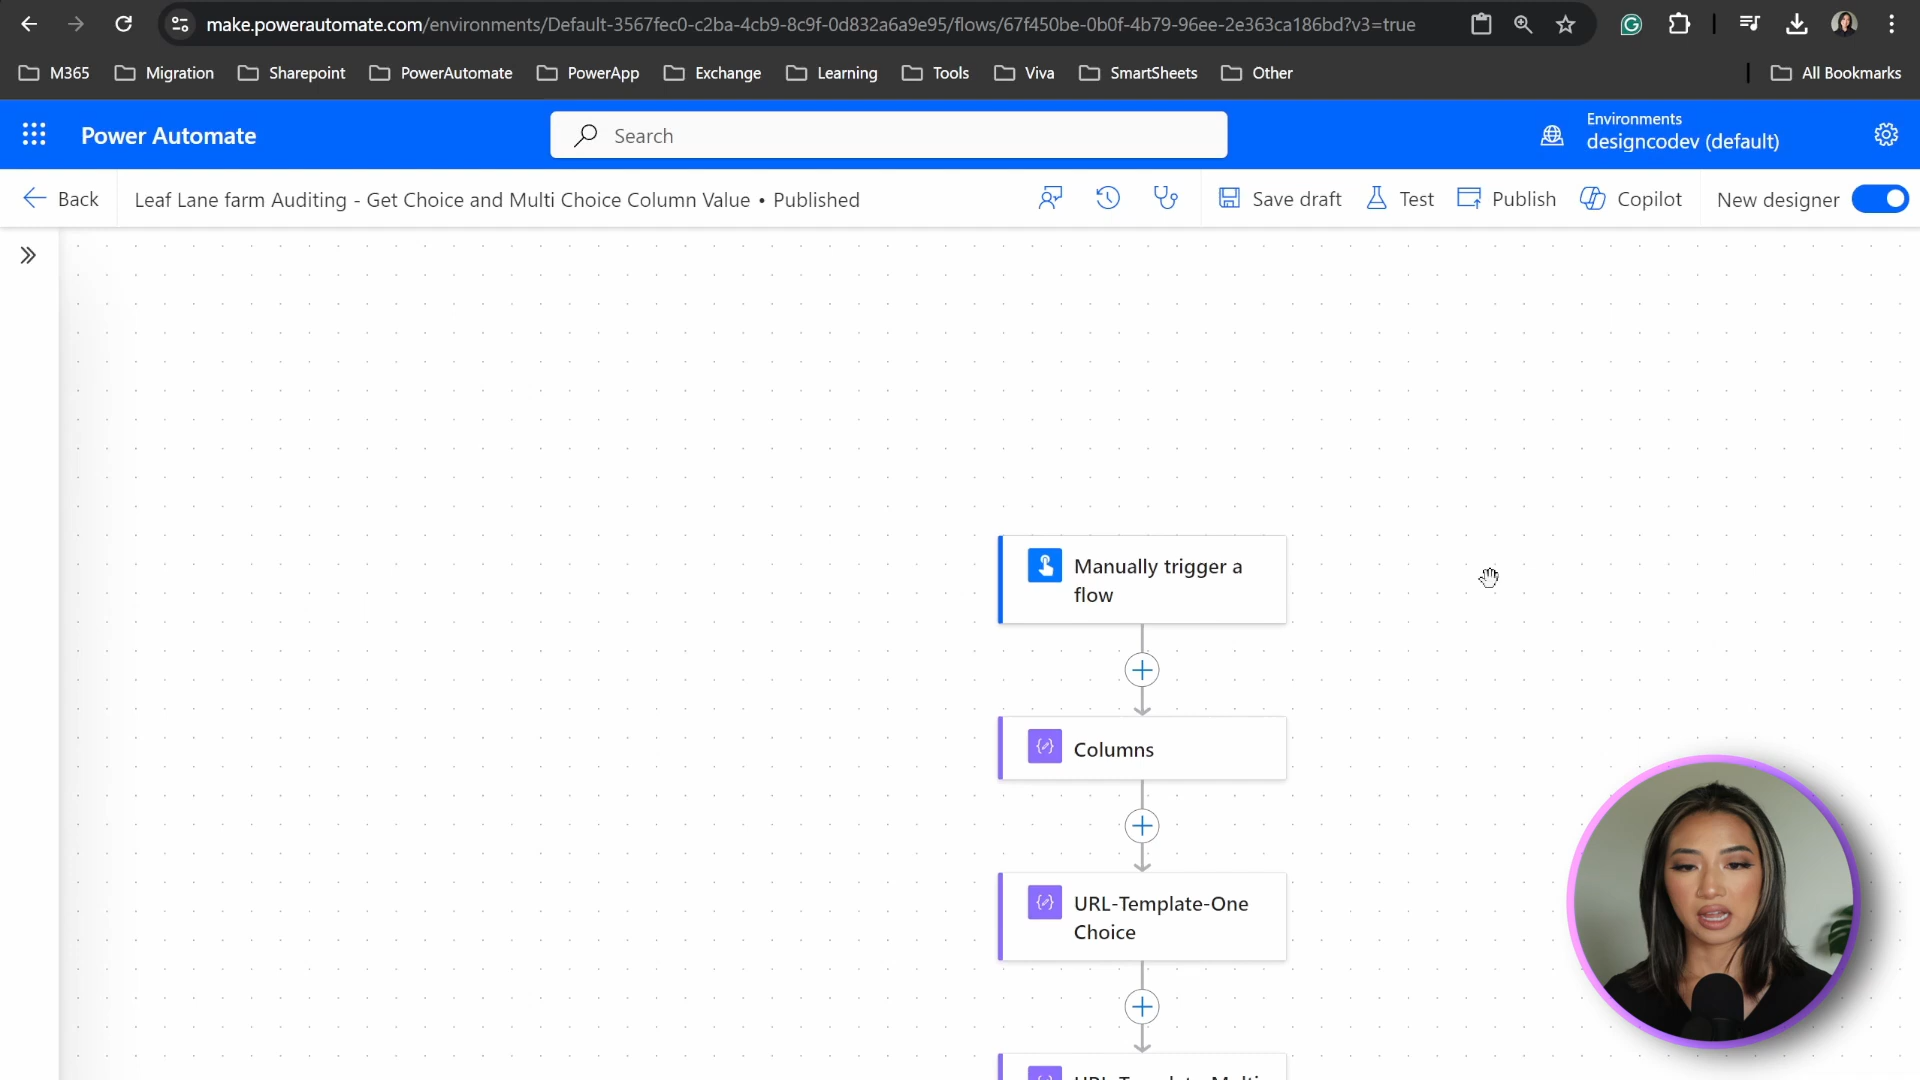 make.powerautomate.com/environments/Default-3567fec0-c2ba-4cb9-8c9f-0d832a6a9e95/flows/67f450be-0b0f-4b79-96ee-2e363ca186bd?v3=true
M365
Migration
Sharepoint
PowerAutomate
PowerApp
Exchange
Learning
Tools
Viva
SmartSheets
Other
All Bookmarks
Power Automate
Search
Environments
designcodev (default)
Back
Leaf Lane farm Auditing - Get Choice and Multi Choice Column Value • Published
Save draft
Test
Publish
Copilot
New designer
Manually trigger a
flow
Columns
URL-Template-One
Choice